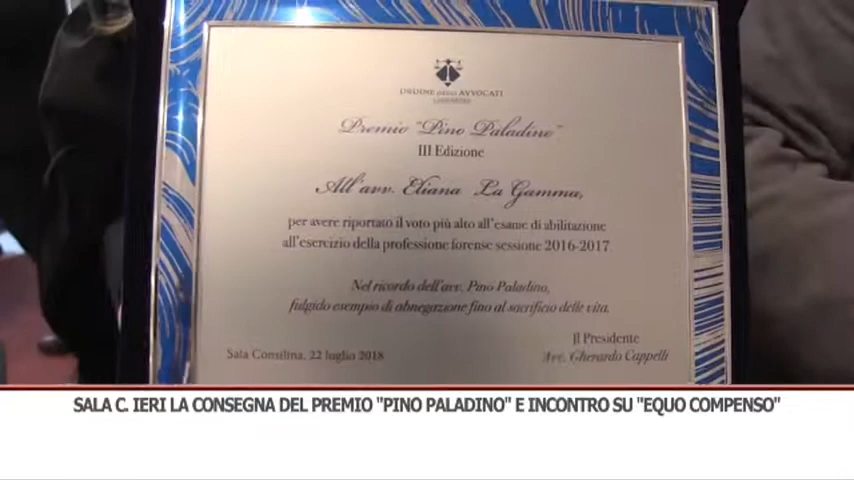 ORDINE DEGLI AVVOCATI
LAGONEGRO
Premio "Pino Paladino"
III Edizione
All'avv. Eliana La Gamma,
per avere riportato il voto più alto all'esame di abilitazione
all'esercizio della professione forense sessione 2016-2017
Nel ricordo dell'avv. Pino Paladino,
fulgido esempio di abnegazione fino al sacrificio delle vita.
Il Presidente
Sala Consilina, 22 luglio 2018
Avv. Gherardo Cappelli
SALA C. IERI LA CONSEGNA DEL PREMIO "PINO PALADINO" E INCONTRO SU "EQUO COMPENSO"